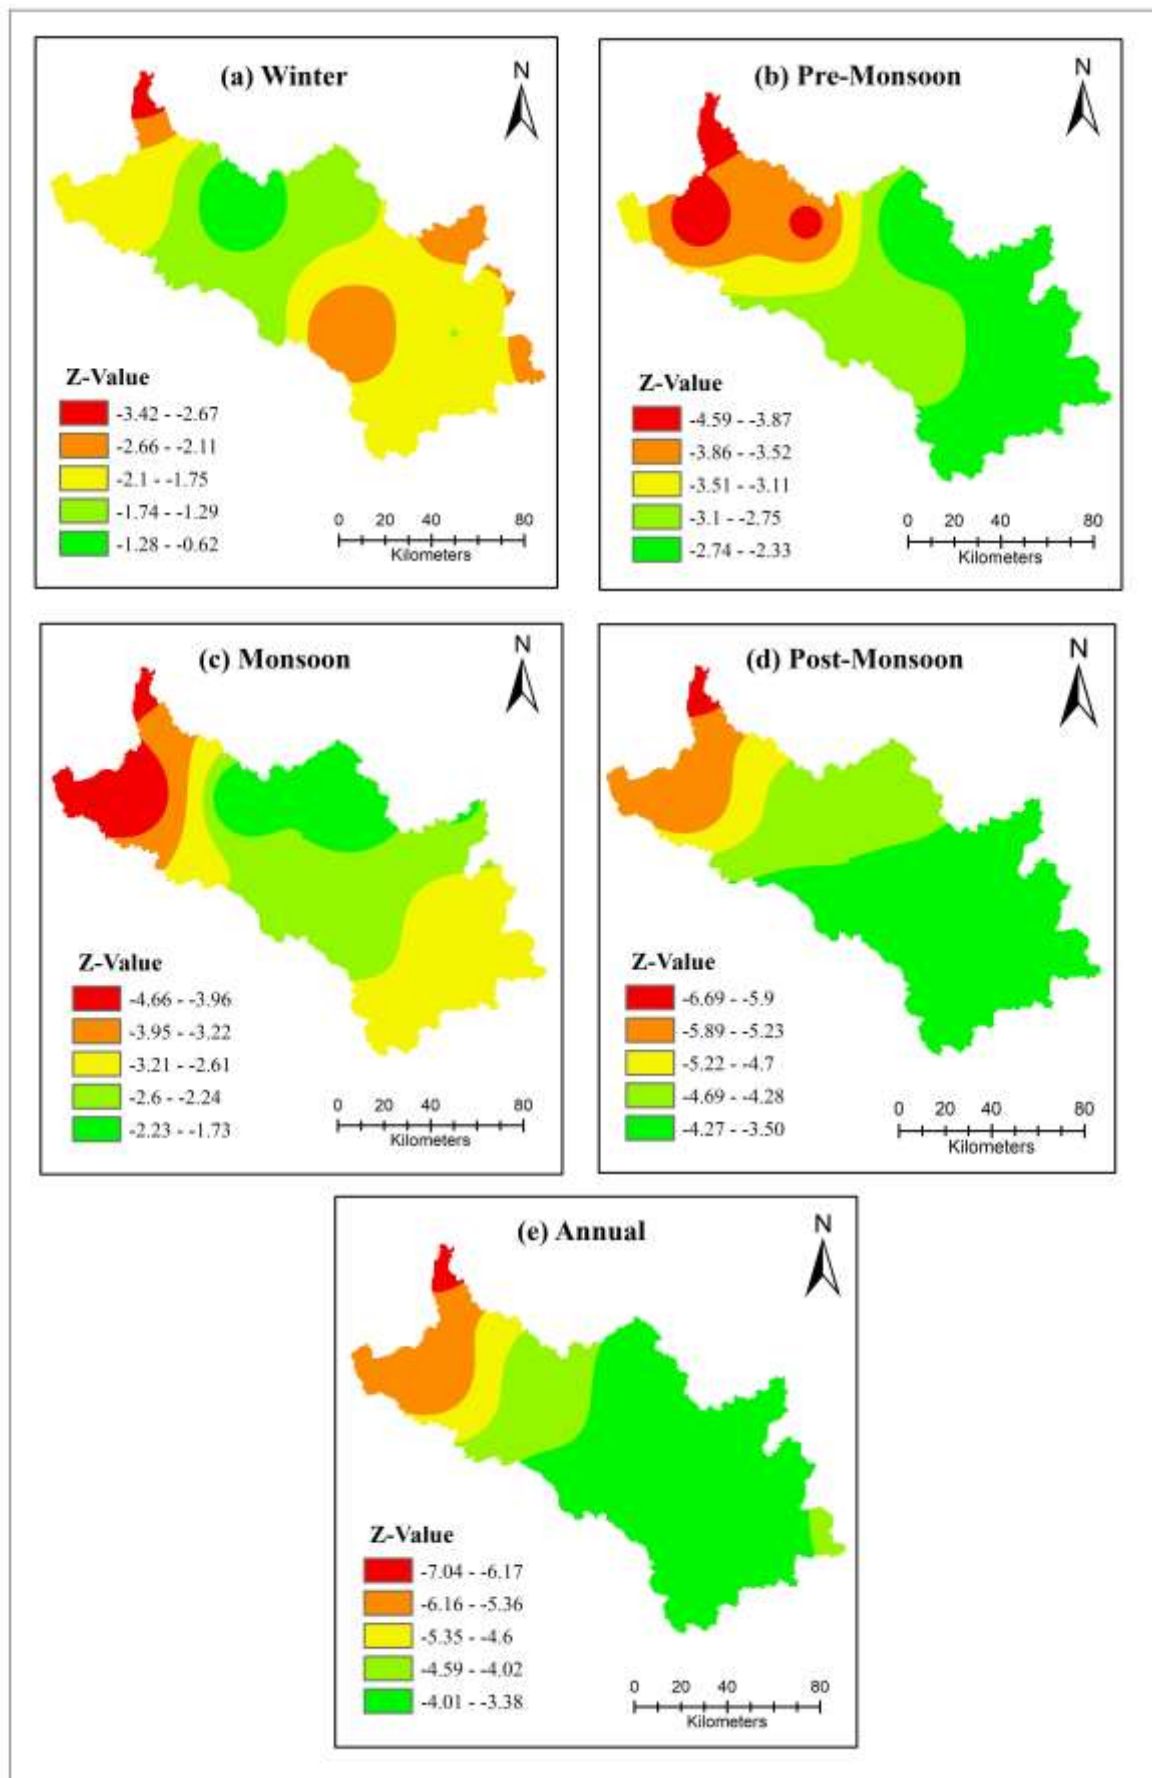 (a) Winter
N
Z-Value
-3.42 - -2.67
-2.66 - -2.11
-2.1 - -1.75
-1.74 - -1.29
-1.28 - -0.62
0 20 40 80
Kilometers
(b) Pre-Monsoon
N
Z-Value
-4.59 - -3.87
-3.86 - -3.52
-3.51 - -3.11
-3.1 - -2.75
-2.74 - -2.33
0 20 40 80
Kilometers
(c) Monsoon
N
Z-Value
-4.66 - -3.96
-3.95 - -3.22
-3.21 - -2.61
-2.6 - -2.24
-2.23 - -1.73
0 20 40 80
Kilometers
(d) Post-Monsoon
N
Z-Value
-6.69 - -5.9
-5.89 - -5.23
-5.22 - -4.7
-4.69 - -4.28
-4.27 - -3.50
0 20 40 80
Kilometers
(e) Annual
N
Z-Value
-7.04 - -6.17
-6.16 - -5.36
-5.35 - -4.6
-4.59 - -4.02
-4.01 - -3.38
0 20 40 80
Kilometers